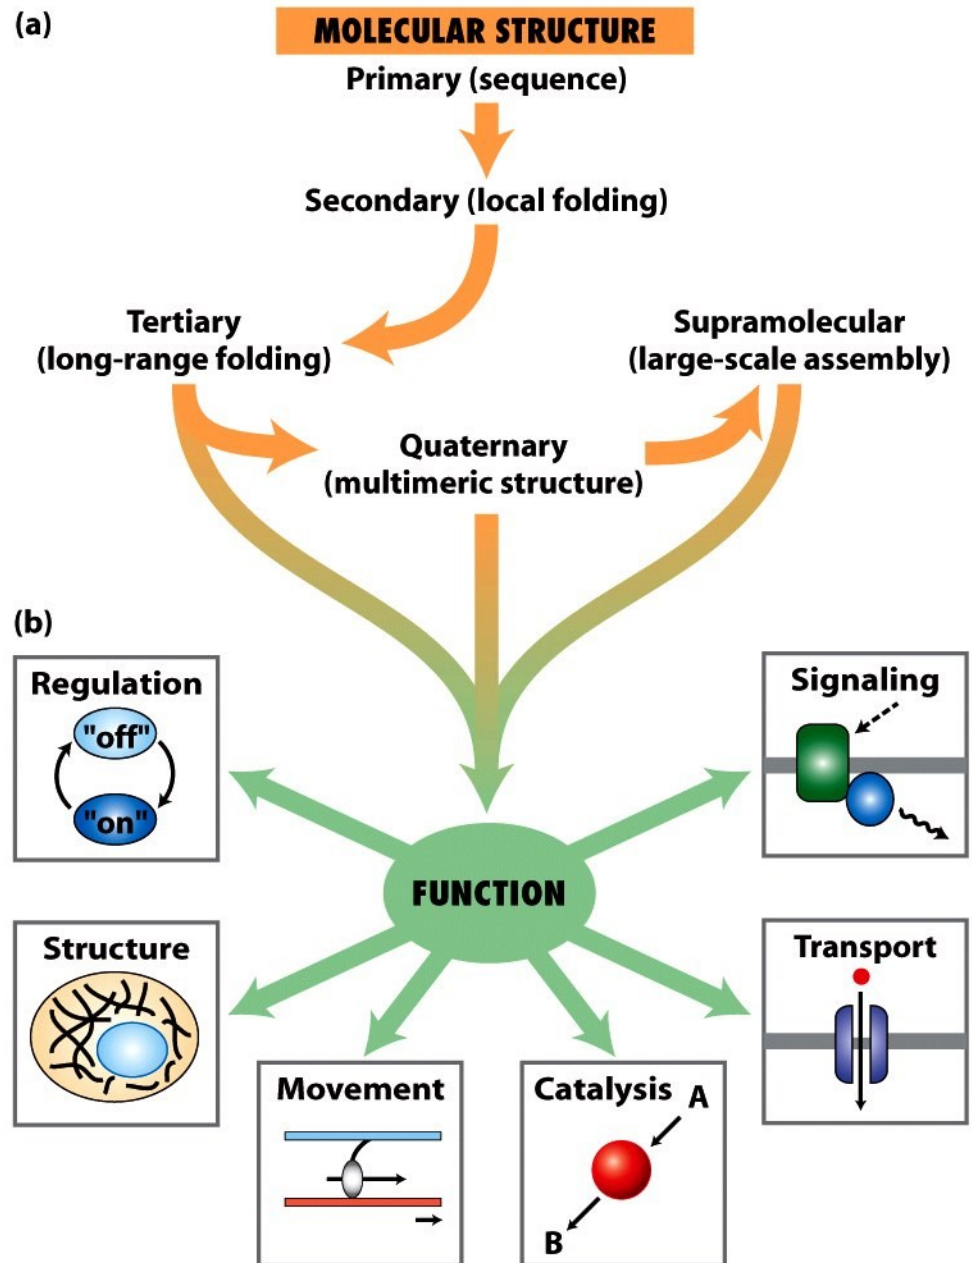 (a)
MOLECULAR STRUCTURE
Primary (sequence)
Secondary (local folding)
Tertiary
(long-range folding)
Supramolecular
(large-scale assembly)
Quaternary
(multimeric structure)
(b)
Regulation
"off"
"on"
Signaling
FUNCTION
Structure
Transport
Movement
Catalysis
A
B